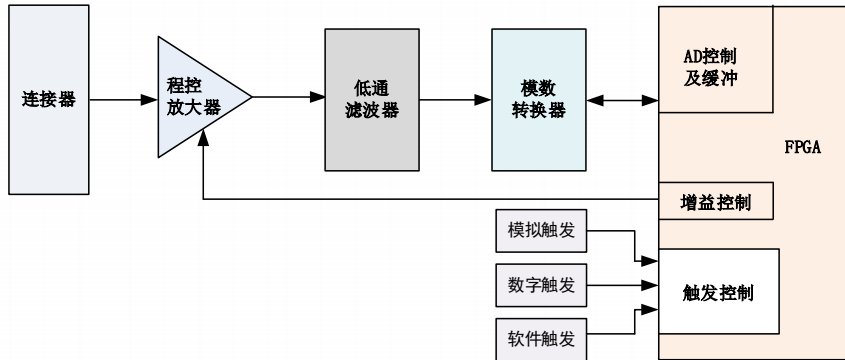 连接器
程控
放大器
低通
滤波器
模数
转换器
AD控制
及缓冲
FPGA
增益控制
模拟触发
数字触发
软件触发
触发控制